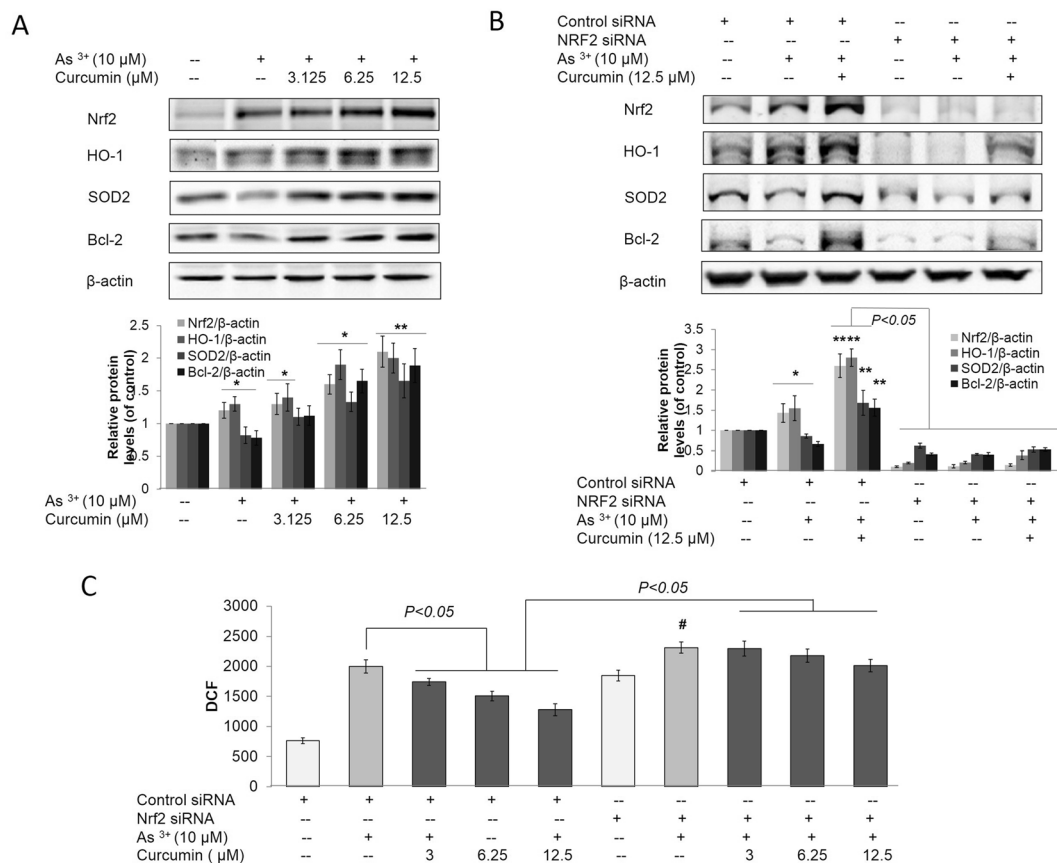 A
As 3+ (10 µM) -- + + + +
Curcumin (µM) -- -- 3.125 6.25 12.5
Nrf2
HO-1
SOD2
Bcl-2
β-actin
Relative protein
levels (of control)
2.5
2
1.5
1
0.5
0
Nrf2/β-actin
HO-1/β-actin
SOD2/β-actin
Bcl-2/β-actin
* * * **
As 3+ (10 µM) -- + + + +
Curcumin (µM) -- -- 3.125 6.25 12.5
B
Control siRNA + + + -- -- --
NRF2 siRNA -- -- -- + + +
As 3+ (10 µM) -- + + -- + +
Curcumin (12.5 µM) -- -- + -- -- +
Nrf2
HO-1
SOD2
Bcl-2
β-actin
P<0.05
Relative protein
levels (of control)
3.5
3
2.5
2
1.5
1
0.5
0
Nrf2/β-actin
HO-1/β-actin
SOD2/β-actin
Bcl-2/β-actin
* **** ** **
Control siRNA + + + -- -- --
NRF2 siRNA -- -- -- + + +
As 3+ (10 µM) -- + + -- + +
Curcumin (12.5 µM) -- -- + -- -- +
C
P<0.05
P<0.05
#
DCF
3000
2500
2000
1500
1000
500
0
Control siRNA + + + + + -- -- -- -- --
Nrf2 siRNA -- -- -- -- -- + + + + +
As 3+ (10 µM) -- + + -- + -- + + + +
Curcumin ( µM) -- -- 3 6.25 12.5 -- -- 3 6.25 12.5